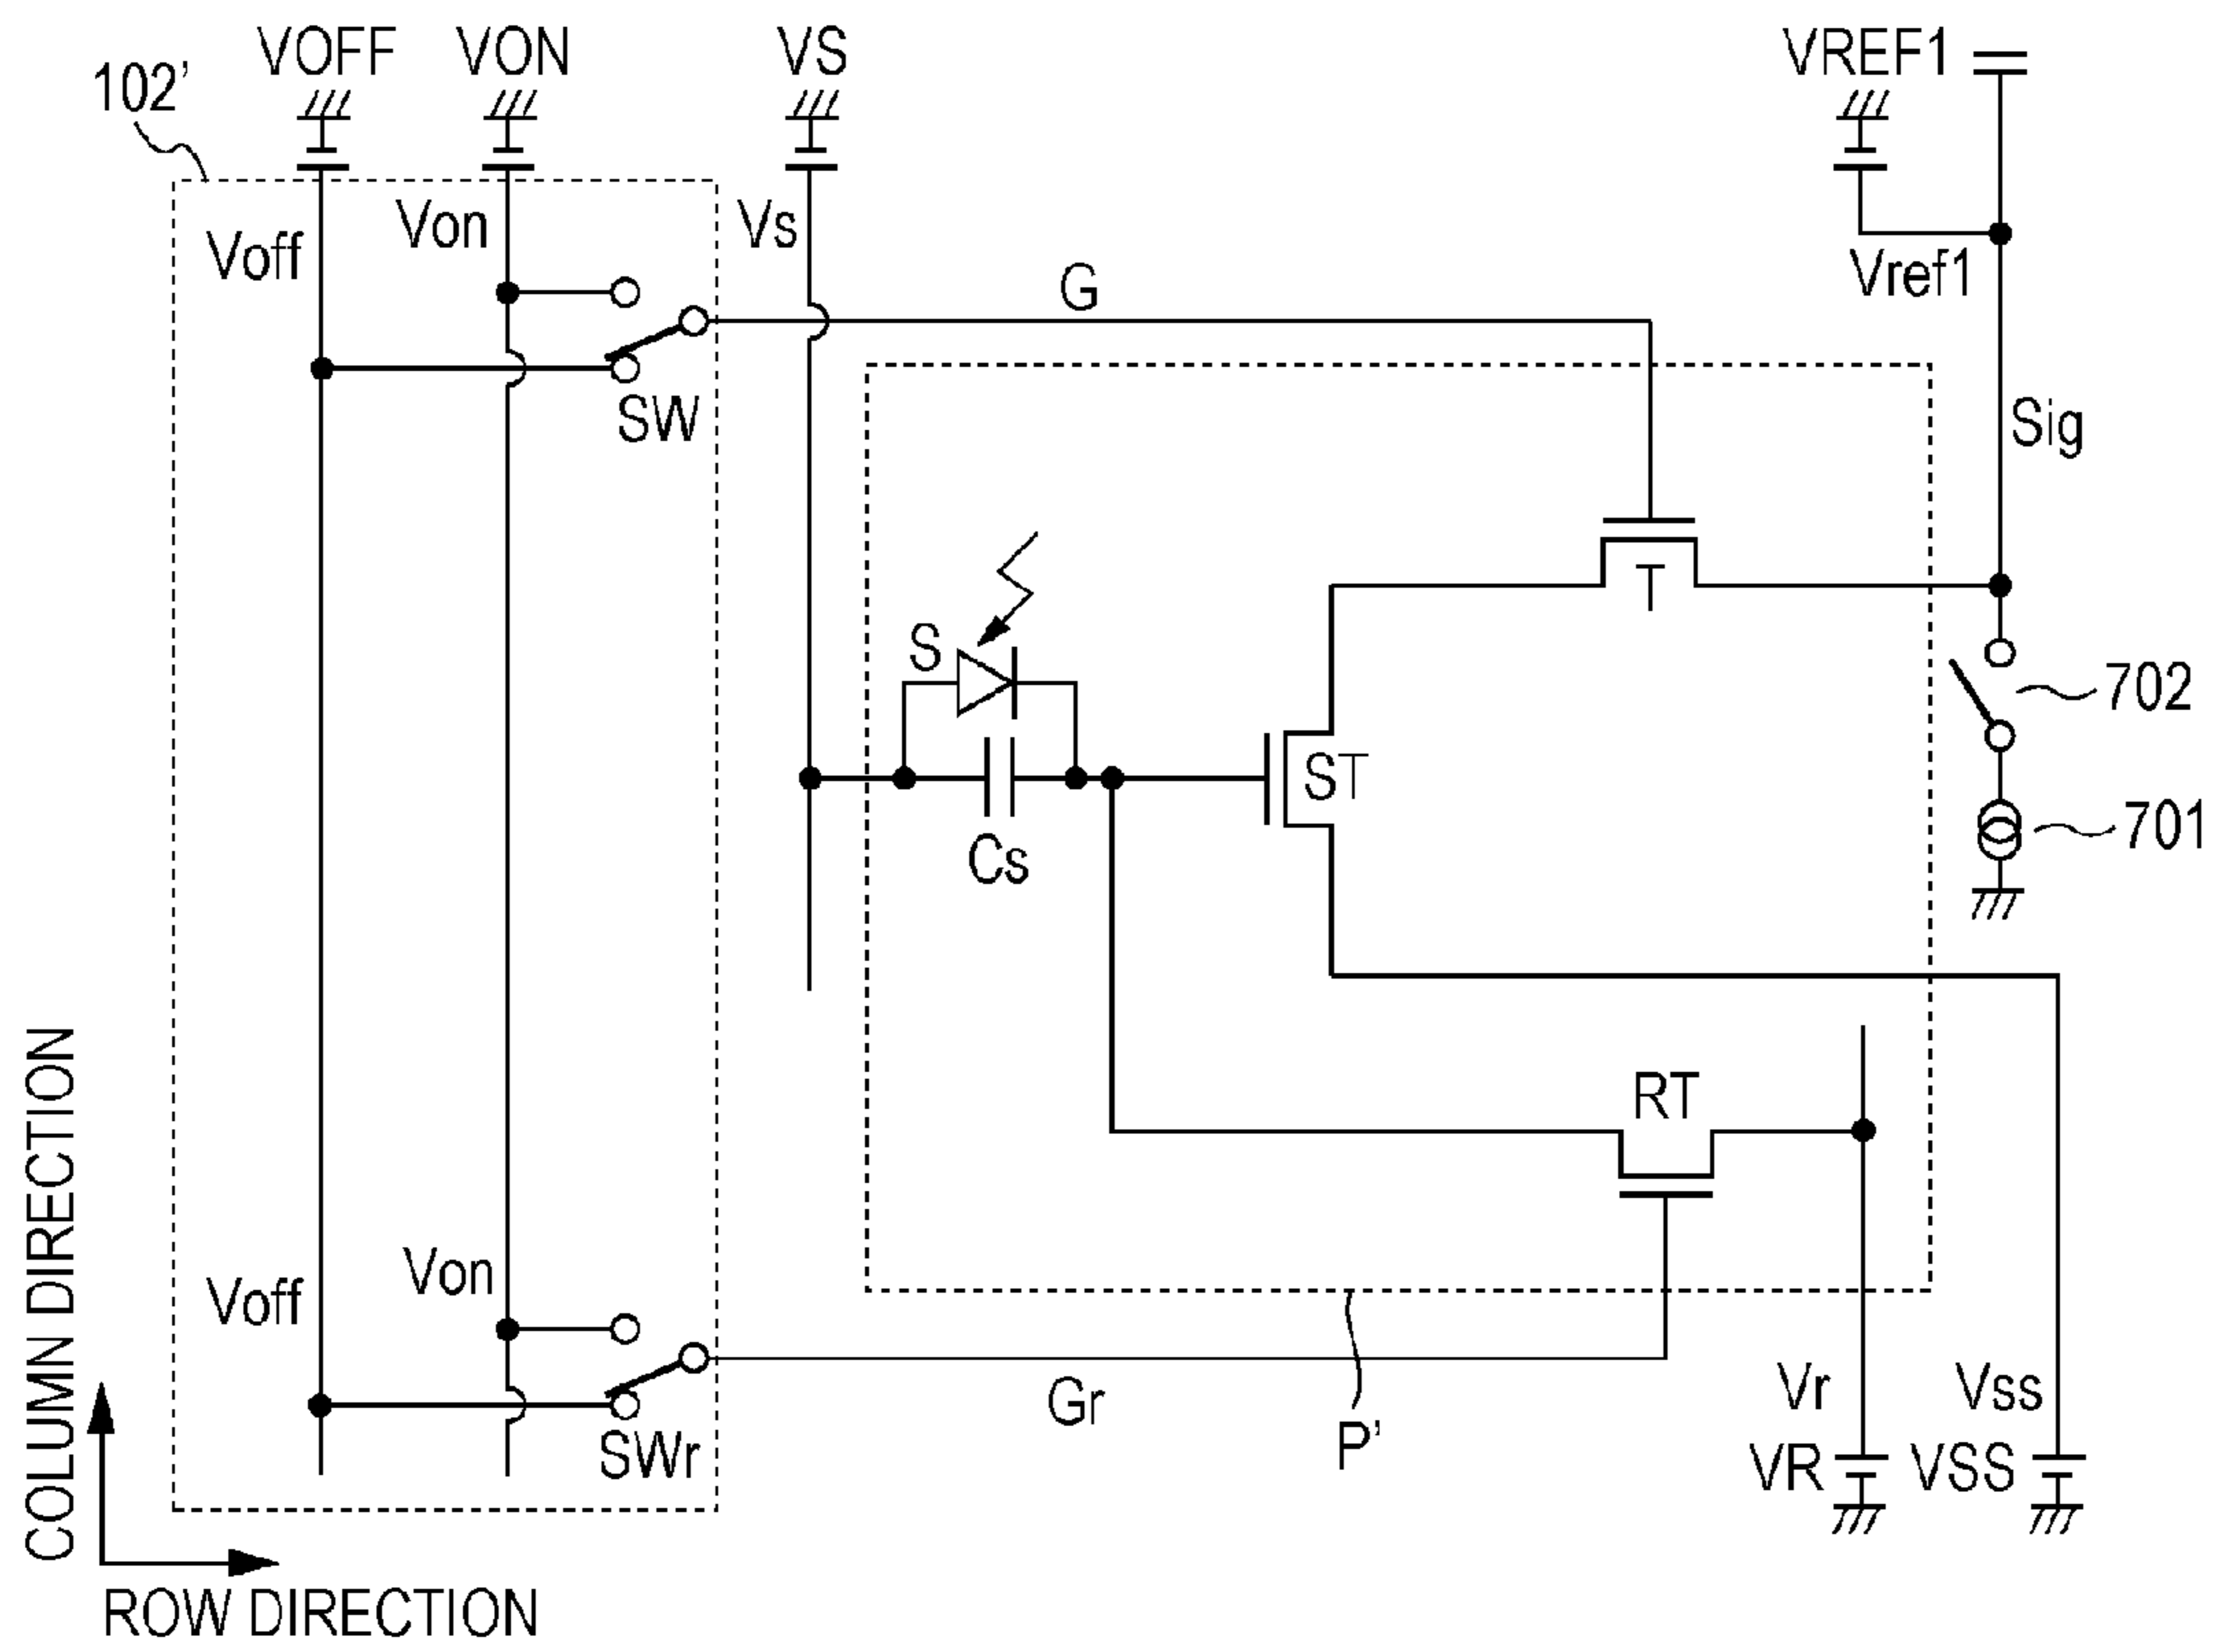 VOFF VON VS VREF1
102'
Voff Von Vs Vref1
G
SW
Sig
T
S
702
ST
701
Cs
RT
Voff Von
Gr
SWr
P'
Vr Vss
VR VSS
COLUMN DIRECTION
ROW DIRECTION